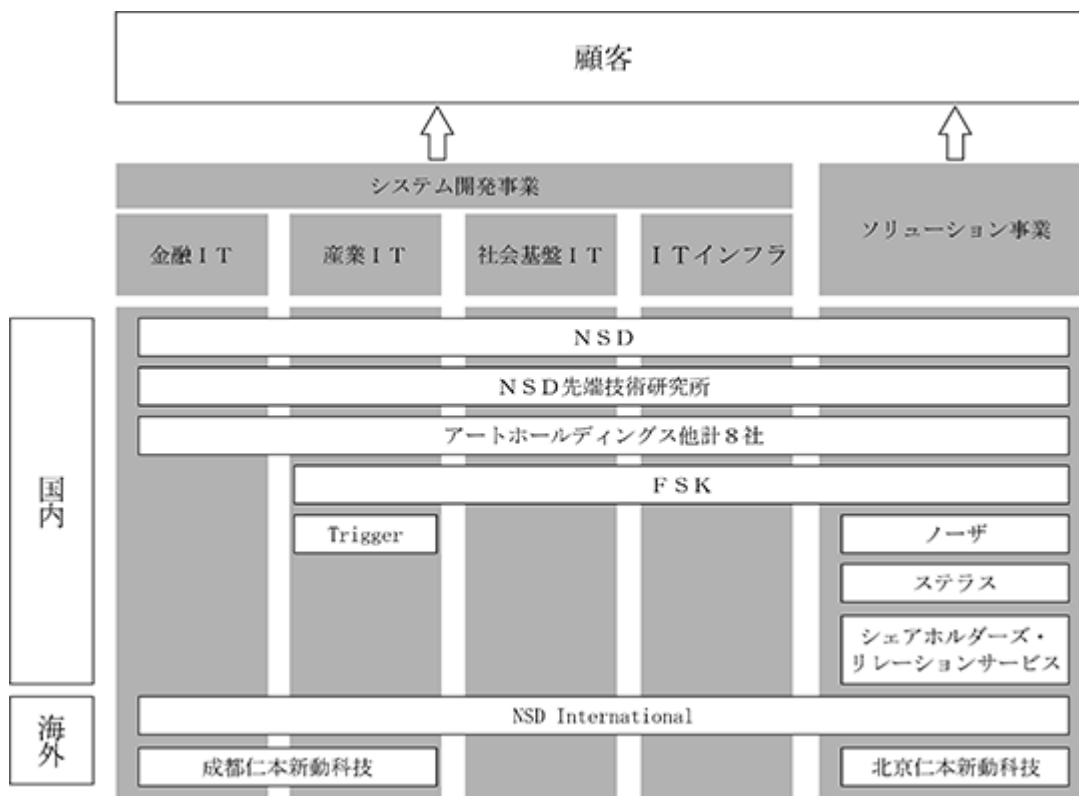 顧客
システム開発事業
ソリューション事業
金融ＩＴ
産業ＩＴ
社会基盤ＩＴ
ＩＴインフラ
国内
ＮＳＤ
ＮＳＤ先端技術研究所
アートホールディングス他計８社
ＦＳＫ
Trigger
ノーザ
ステラス
シェアホルダーズ・
リレーションサービス
海外
NSD International
成都仁本新動科技
北京仁本新動科技